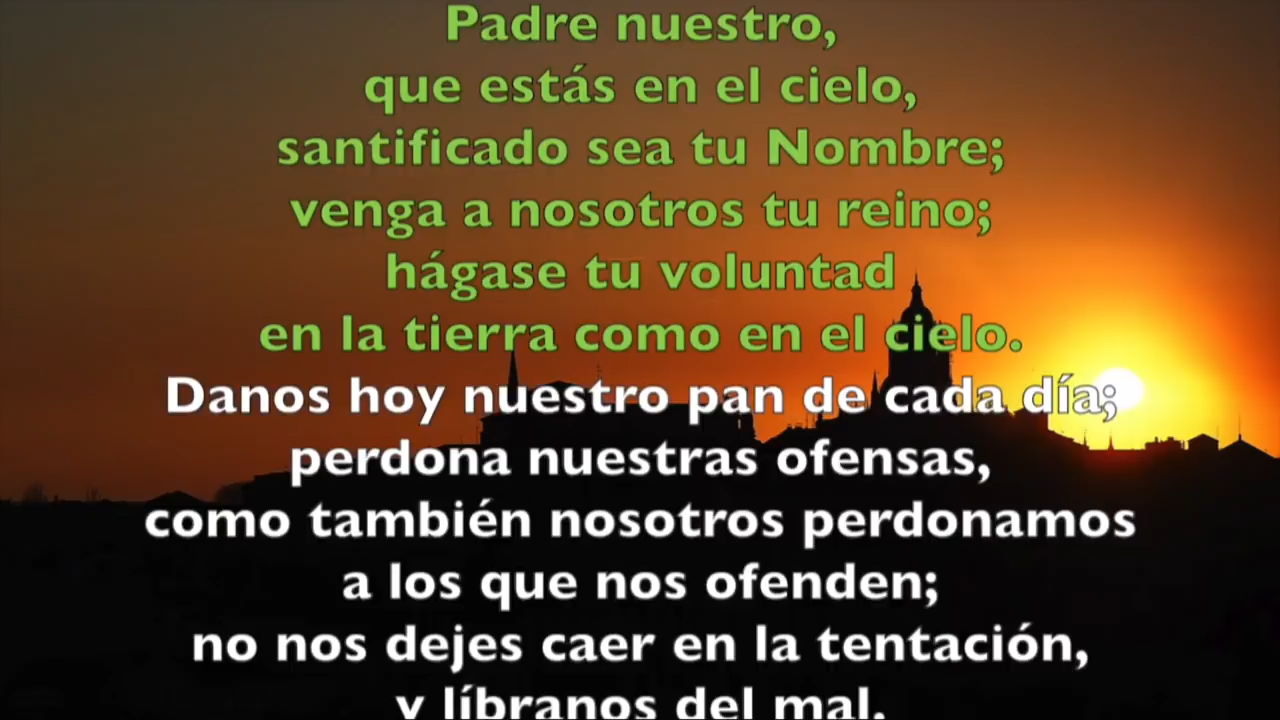 Padre nuestro,
que estás en el cielo,
santificado sea tu Nombre;
venga a nosotros tu reino;
hágase tu voluntad
en la tierra como en el cielo.
Danos hoy nuestro pan de cada día;
perdona nuestras ofensas,
como también nosotros perdonamos
a los que nos ofenden;
no nos dejes caer en la tentación,
y líbranos del mal.